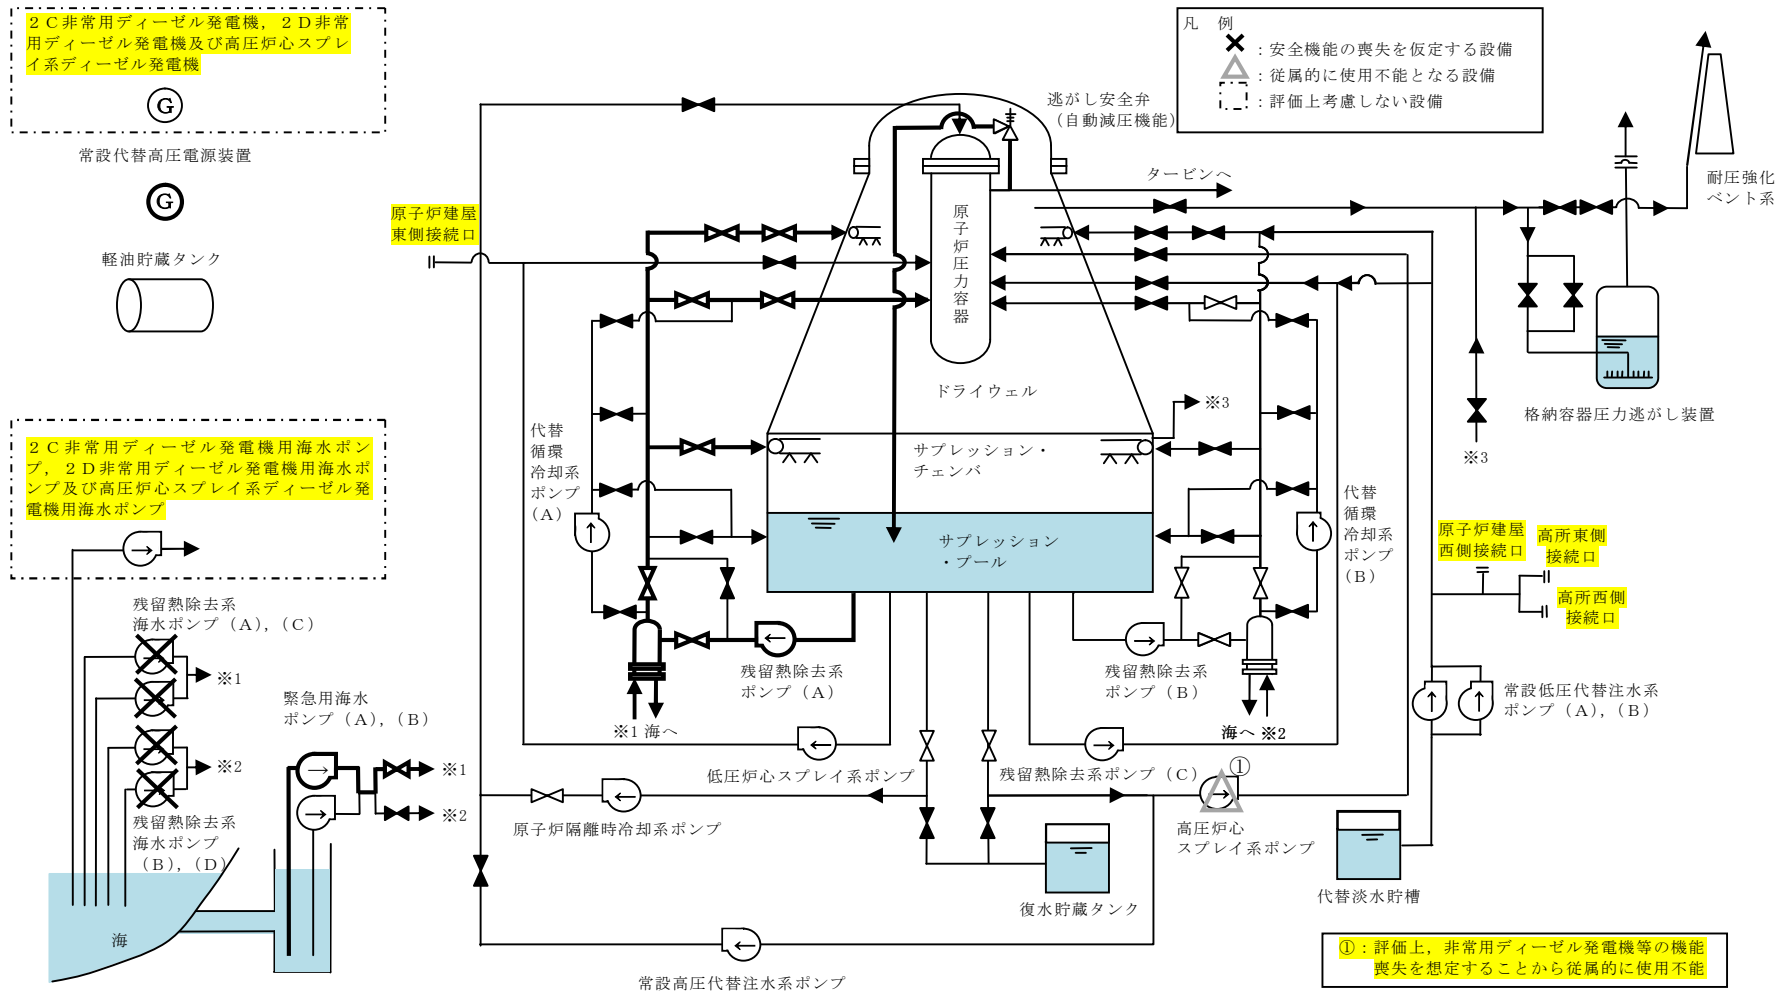 ２Ｃ非常用ディーゼル発電機，２Ｄ非常
用ディーゼル発電機及び高圧炉心スプレ
イ系ディーゼル発電機
G
常設代替高圧電源装置
G
軽油貯蔵タンク
２Ｃ非常用ディーゼル発電機用海水ポン
プ，２Ｄ非常用ディーゼル発電機用海水ポ
ンプ及び高圧炉心スプレイ系ディーゼル発
電機用海水ポンプ
残留熱除去系
海水ポンプ（Ａ），（Ｃ）
※1
※2
残留熱除去系
海水ポンプ
（Ｂ），（Ｄ）
海
緊急用海水
ポンプ（Ａ），（Ｂ）
※1
※2
原子炉建屋
東側接続口
代替
循環
冷却系
ポンプ
（Ａ）
逃がし安全弁
（自動減圧機能）
原子炉圧力容器
ドライウェル
サプレッション・
チェンバ
サプレッション
・プール
タービンへ
※3
残留熱除去系
ポンプ（Ａ）
※1 海へ
残留熱除去系
ポンプ（Ｂ）
海へ ※2
代替
循環
冷却系
ポンプ
（Ｂ）
低圧炉心スプレイ系ポンプ
残留熱除去系ポンプ（Ｃ）
①
原子炉隔離時冷却系ポンプ
高圧炉心
スプレイ系ポンプ
復水貯蔵タンク
常設高圧代替注水系ポンプ
凡　例
：安全機能の喪失を仮定する設備
：従属的に使用不能となる設備
：評価上考慮しない設備
耐圧強化
ベント系
格納容器圧力逃がし装置
※3
原子炉建屋
西側接続口
高所東側
接続口
高所西側
接続口
常設低圧代替注水系
ポンプ（Ａ），（Ｂ）
代替淡水貯槽
①：評価上，非常用ディーゼル発電機等の機能
喪失を想定することから従属的に使用不能